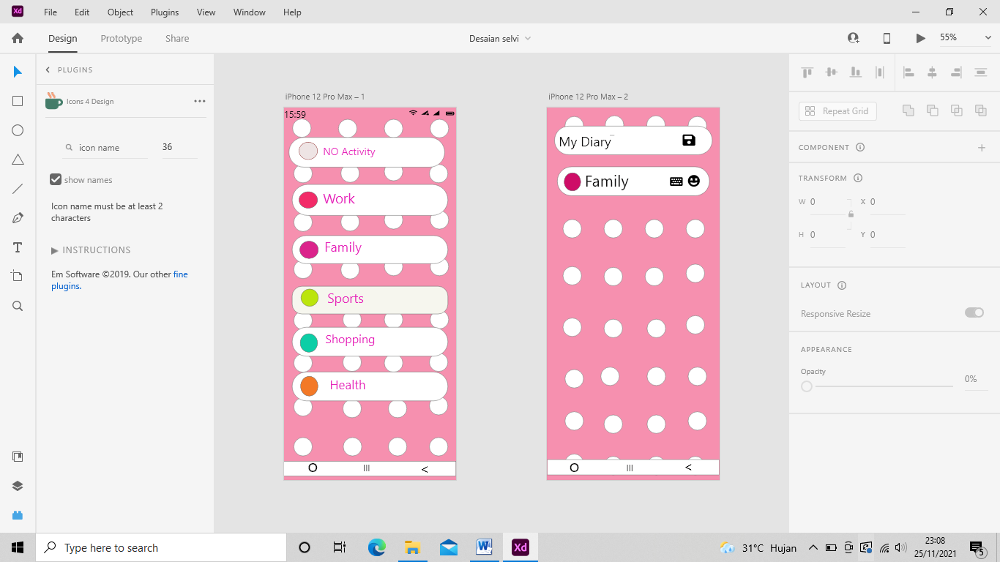 Xd File Edit Object Plugins View Window Help
Design Prototype Share Desaian selvi 55%
PLUGINS
Icons 4 Design
icon name 36
show names
Icon name must be at least 2
characters
INSTRUCTIONS
Em Software ©2019. Our other fine
plugins.
iPhone 12 Pro Max – 1
15:59
NO Activity
Work
Family
Sports
Shopping
Health
iPhone 12 Pro Max – 2
My Diary
Family
Repeat Grid
COMPONENT
TRANSFORM
W 0 X 0
H 0 Y 0
LAYOUT
Responsive Resize
APPEARANCE
Opacity
0%
Type here to search
W
Xd
31°C Hujan
23:08
25/11/2021
5